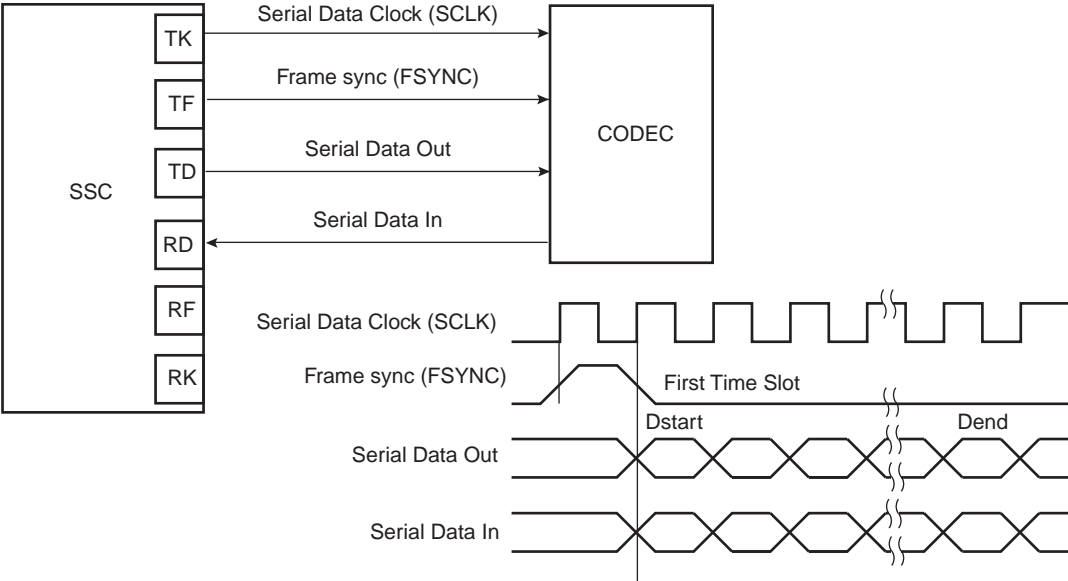 Serial Data Clock (SCLK)
TK
Frame sync (FSYNC)
TF
CODEC
Serial Data Out
TD
SSC
Serial Data In
RD
RF
Serial Data Clock (SCLK)
RK
Frame sync (FSYNC)
First Time Slot
Dstart
Dend
Serial Data Out
Serial Data In